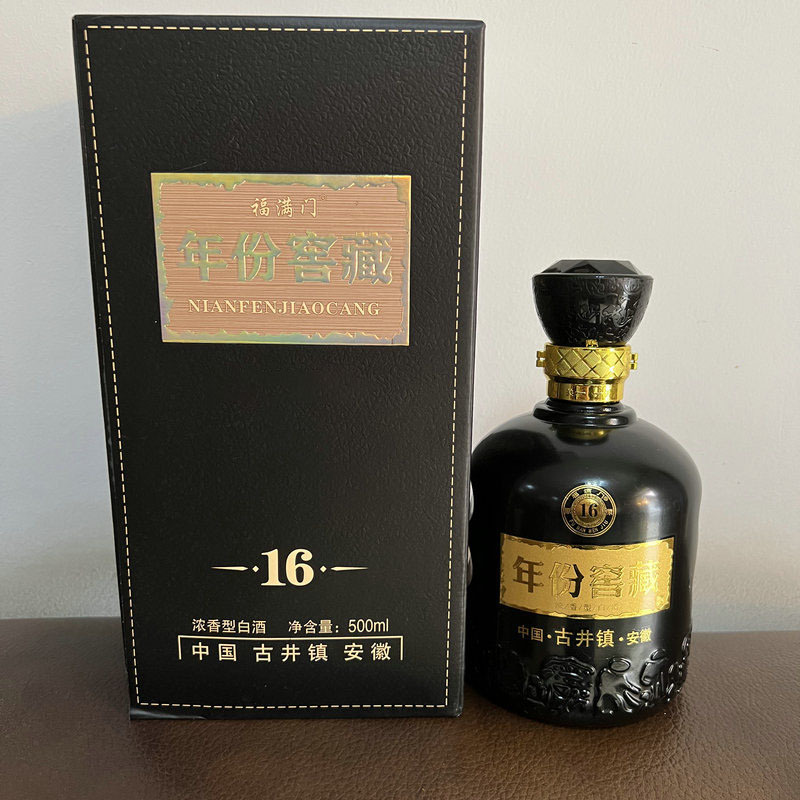 福满门
年份窖藏
NIANFENJIAOCANG
16
浓香型白酒 净含量：500ml
中国 古井镇 安徽
16
年份窖藏
中国·古井镇·安徽